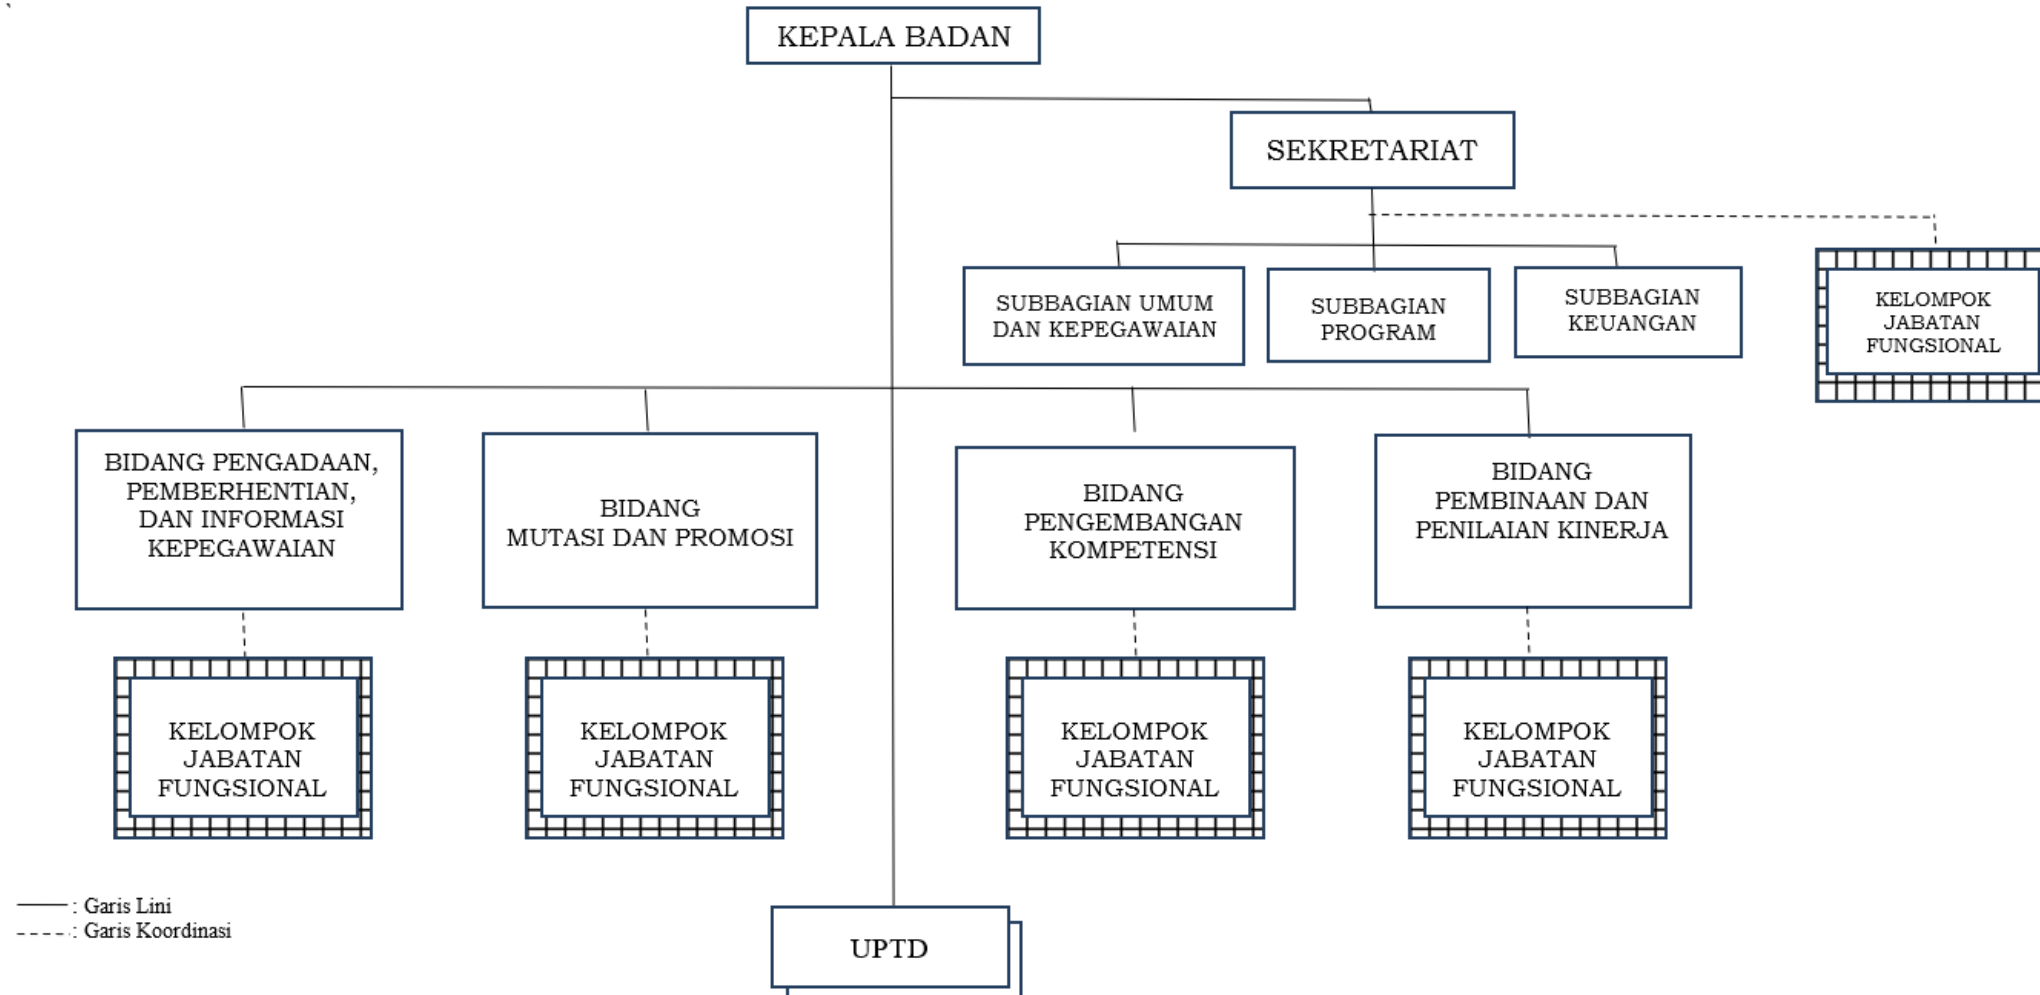 KEPALA BADAN
SEKRETARIAT
SUBBAGIAN UMUM
DAN KEPEGAWAIAN
SUBBAGIAN
PROGRAM
SUBBAGIAN
KEUANGAN
KELOMPOK
JABATAN
FUNGSIONAL
BIDANG PENGADAAN,
PEMBERHENTIAN,
DAN INFORMASI
KEPEGAWAIAN
BIDANG
MUTASI DAN PROMOSI
BIDANG
PENGEMBANGAN
KOMPETENSI
BIDANG
PEMBINAAN DAN
PENILAIAN KINERJA
KELOMPOK
JABATAN
FUNGSIONAL
KELOMPOK
JABATAN
FUNGSIONAL
KELOMPOK
JABATAN
FUNGSIONAL
KELOMPOK
JABATAN
FUNGSIONAL
: Garis Lini
: Garis Koordinasi
UPTD